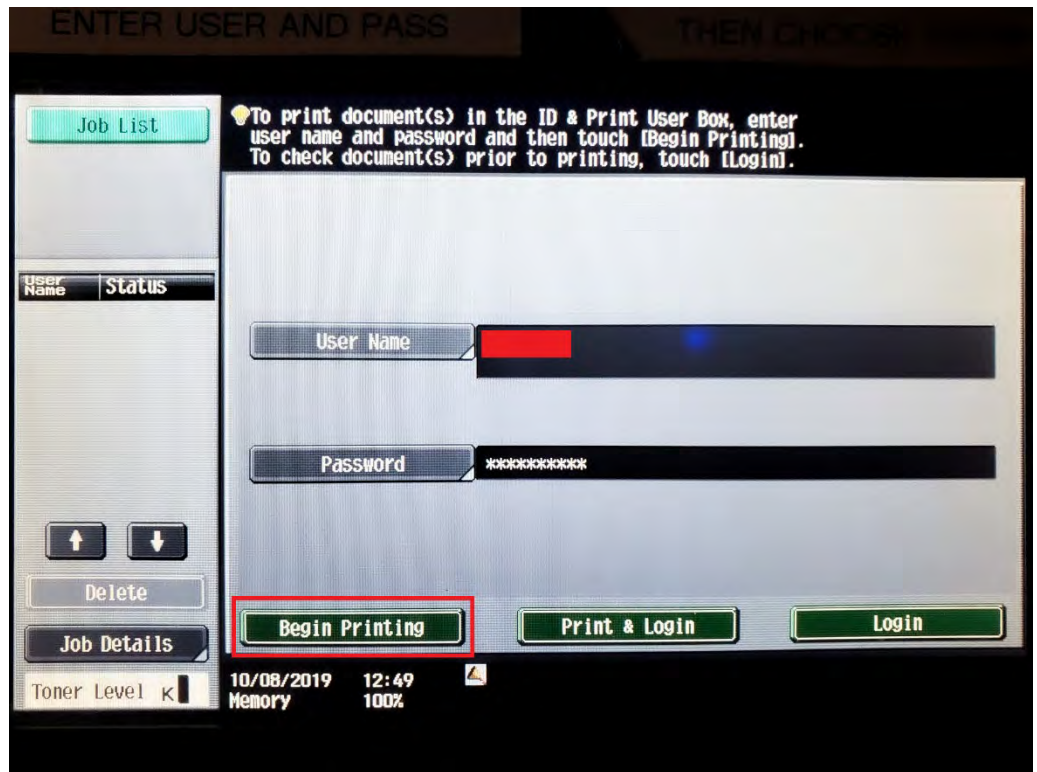 ENTER USER AND PASS
THEN CHOOSE
Job List
To print document(s) in the ID & Print User Box, enter
user name and password and then touch [Begin Printing].
To check document(s) prior to printing, touch [Login].
User Name
Status
User Name
Password
**********
Delete
Job Details
Begin Printing
Print & Login
Login
Toner Level K
10/08/2019 12:49
Memory 100%